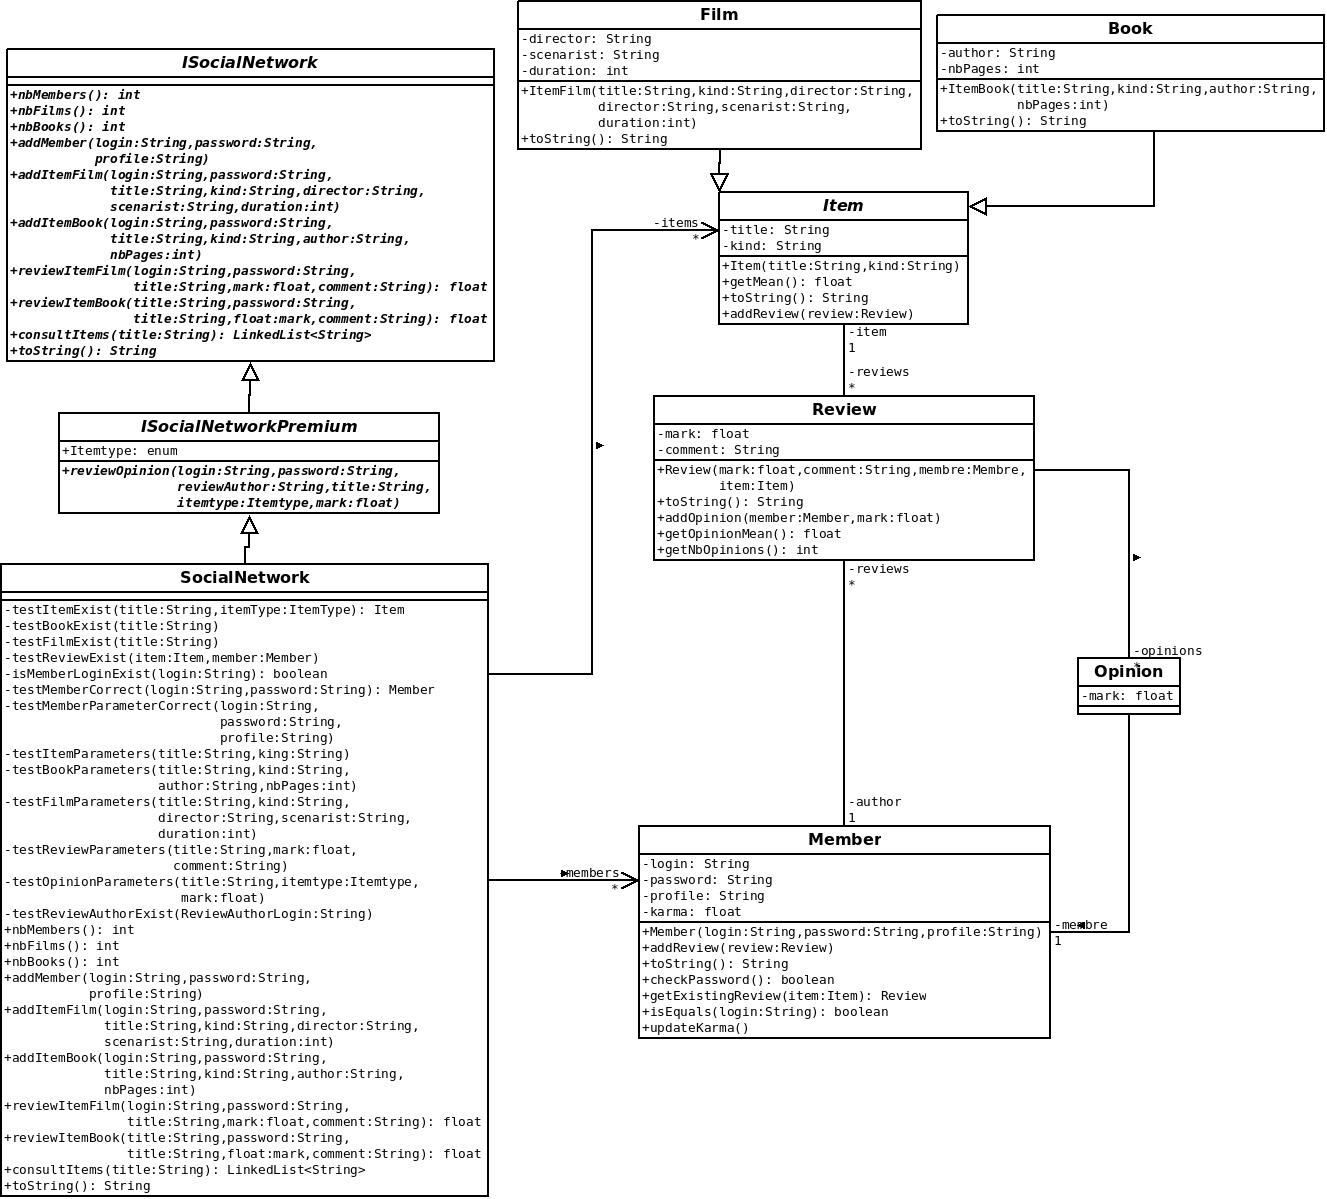 Film
-director: String
-scenarist: String
-duration: int
+ItemFilm(title:String,kind:String,director:String,
director:String,scenarist:String,
duration:int)
+toString(): String
Book
-author: String
-nbPages: int
+ItemBook(title:String,kind:String,author:String,
nbPages:int)
+toString(): String
ISocialNetwork
+nbMembers(): int
+nbFilms(): int
+nbBooks(): int
+addMember(login:String,password:String,
profile:String)
+addItemFilm(login:String,password:String,
title:String,kind:String,director:String,
scenarist:String,duration:int)
+addItemBook(login:String,password:String,
title:String,kind:String,author:String,
nbPages:int)
+reviewItemFilm(login:String,password:String,
title:String,mark:float,comment:String): float
+reviewItemBook(title:String,password:String,
title:String,float:mark,comment:String): float
+consultItems(title:String): LinkedList<String>
+toString(): String
-items
*
Item
-title: String
-kind: String
+Item(title:String,kind:String)
+getMean(): float
+toString(): String
+addReview(review:Review)
-item
1
-reviews
*
ISocialNetworkPremium
+Itemtype: enum
+reviewOpinion(login:String,password:String,
reviewAuthor:String,title:String,
itemtype:Itemtype,mark:float)
Review
-mark: float
-comment: String
+Review(mark:float,comment:String,membre:Membre,
item:Item)
+toString(): String
+addOpinion(member:Member,mark:float)
+getOpinionMean(): float
+getNbOpinions(): int
-reviews
*
-opinions
*
Opinion
-mark: float
SocialNetwork
-testItemExist(title:String,itemType:ItemType): Item
-testBookExist(title:String)
-testFilmExist(title:String)
-testReviewExist(item:Item,member:Member)
-isMemberLoginExist(login:String): boolean
-testMemberCorrect(login:String,password:String): Member
-testMemberParameterCorrect(login:String,
password:String,
profile:String)
-testItemParameters(title:String,king:String)
-testBookParameters(title:String,kind:String,
author:String,nbPages:int)
-testFilmParameters(title:String,kind:String,
director:String,scenarist:String,
duration:int)
-testReviewParameters(title:String,mark:float,
comment:String)
-testOpinionParameters(title:String,itemtype:Itemtype,
mark:float)
-testReviewAuthorExist(ReviewAuthorLogin:String)
+nbMembers(): int
+nbFilms(): int
+nbBooks(): int
+addMember(login:String,password:String,
profile:String)
+addItemFilm(login:String,password:String,
title:String,kind:String,director:String,
scenarist:String,duration:int)
+addItemBook(login:String,password:String,
title:String,kind:String,author:String,
nbPages:int)
+reviewItemFilm(login:String,password:String,
title:String,mark:float,comment:String): float
+reviewItemBook(title:String,password:String,
title:String,float:mark,comment:String): float
+consultItems(title:String): LinkedList<String>
+toString(): String
-members
*
-author
1
Member
-login: String
-password: String
-profile: String
-karma: float
+Member(login:String,password:String,profile:String)
+addReview(review:Review)
+toString(): String
+checkPassword(): boolean
+getExistingReview(item:Item): Review
+isEquals(login:String): boolean
+updateKarma()
-membre
1